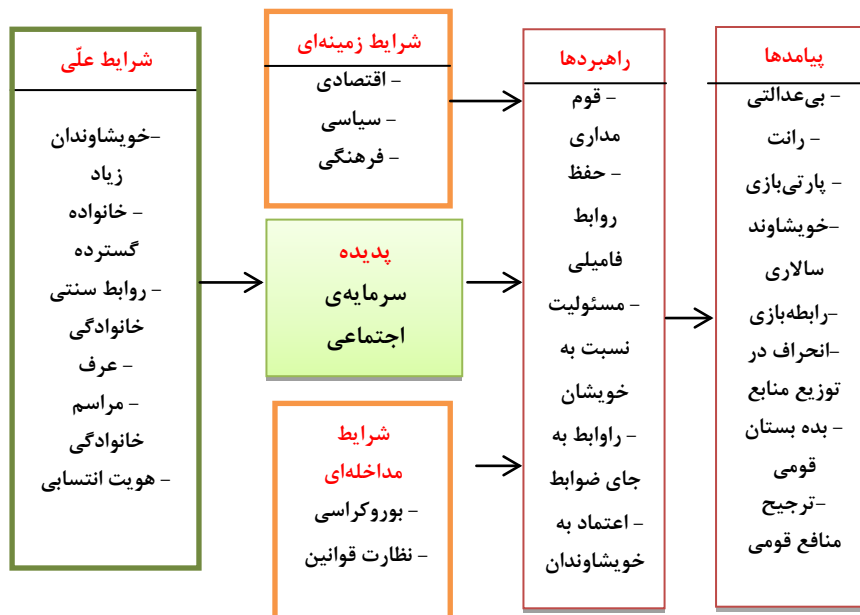 شرایط علّی
-خویشاوندان
زیاد
- خانواده
گسترده
- روابط سنتی
خانوادگی
- عرف
- مراسم
خانوادگی
- هویت انتسابی
شرایط زمینه‌ای
- اقتصادی
- سیاسی
- فرهنگی
پدیده
سرمایه‌ی
اجتماعی
شرایط
مداخله‌ای
- بوروکراسی
- نظارت قوانین
راهبردها
- قوم
مداری
- حفظ
روابط
فامیلی
- مسئولیت
نسبت به
خویشان
- راوابط به
جای ضوابط
- اعتماد به
خویشاوندان
پیامدها
- بی‌عدالتی
- رانت
- پارتی‌بازی
-خویشاوند
سالاری
-رابطه‌بازی
-انحراف در
توزیع منابع
- بده بستان
قومی
-ترجیح
منافع قومی